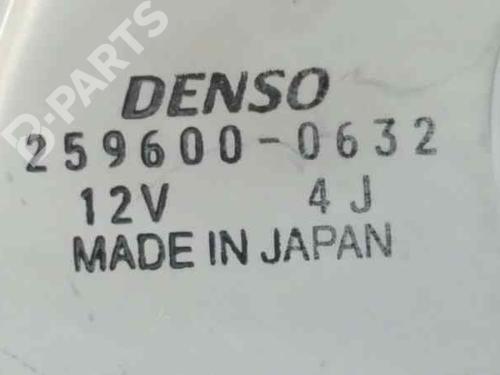 B-PARTS
DENSO
259600-0632
12V 4J
MADE IN JAPAN